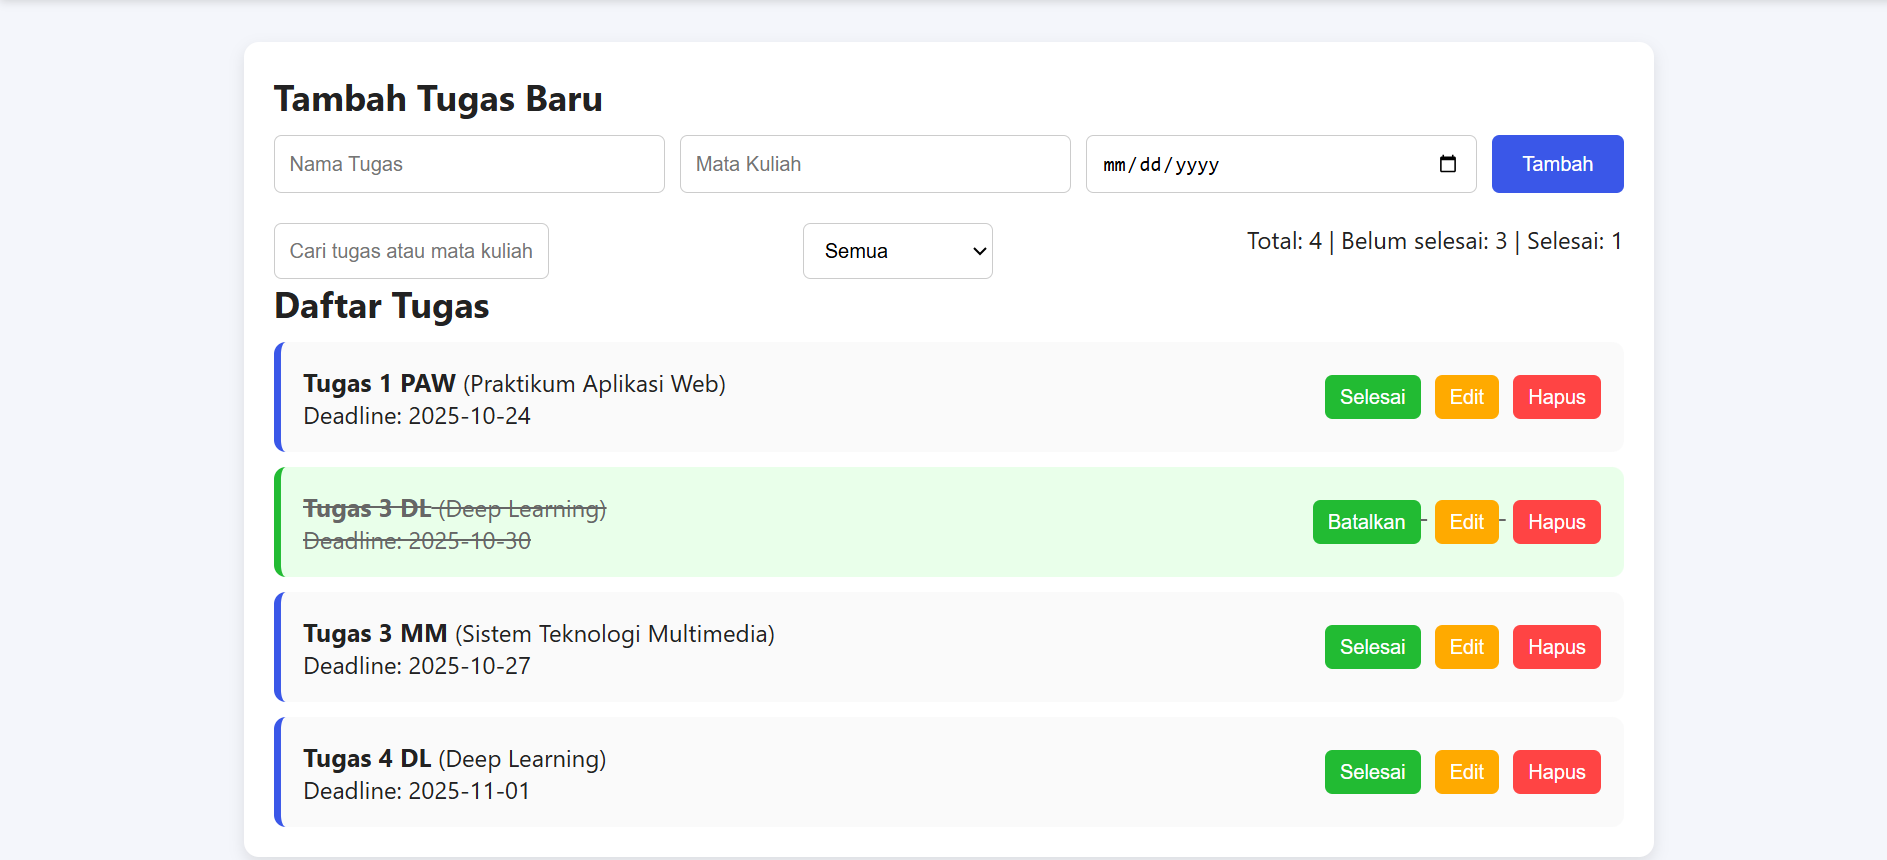 Tambah Tugas Baru
Nama Tugas
Mata Kuliah
mm/dd/yyyy
Tambah
Cari tugas atau mata kuliah
Semua
Total: 4 | Belum selesai: 3 | Selesai: 1
Daftar Tugas
Tugas 1 PAW (Praktikum Aplikasi Web)
Deadline: 2025-10-24
Selesai
Edit
Hapus
Tugas 3 DL (Deep Learning)
Deadline: 2025-10-30
Batalkan
Edit
Hapus
Tugas 3 MM (Sistem Teknologi Multimedia)
Deadline: 2025-10-27
Selesai
Edit
Hapus
Tugas 4 DL (Deep Learning)
Deadline: 2025-11-01
Selesai
Edit
Hapus